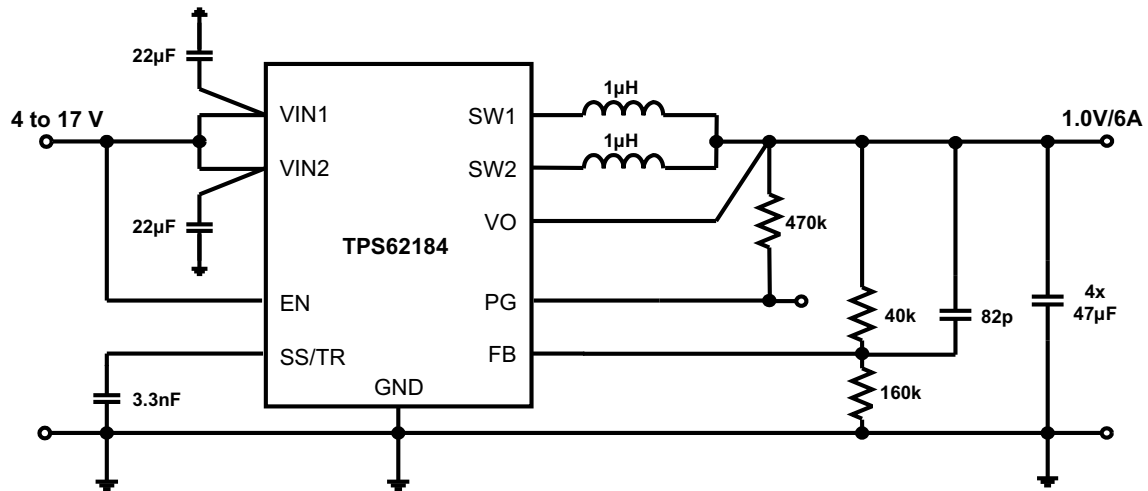 22µF
4 to 17 V
22µF
VIN1
VIN2
EN
SS/TR
3.3nF
TPS62184
GND
SW1
SW2
VO
PG
FB
1µH
1µH
470k
40k
160k
82p
4x
47µF
1.0V/6A